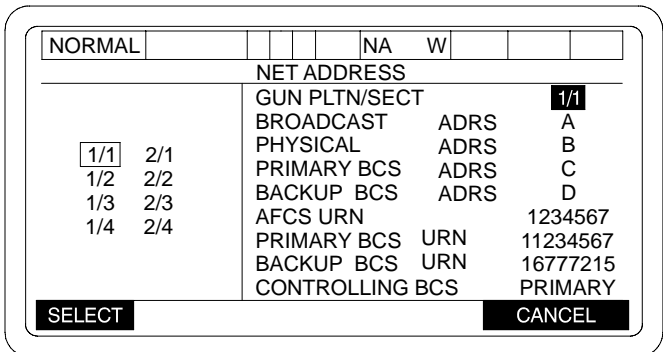 NORMAL NA W
NET ADDRESS
GUN PLTN/SECT 1/1
BROADCAST ADRS A
PHYSICAL ADRS B
1/1 2/1
PRIMARY BCS ADRS C
1/2 2/2
BACKUP BCS ADRS D
1/3 2/3
AFCS URN 1234567
1/4 2/4
PRIMARY BCS URN 11234567
BACKUP BCS URN 16777215
CONTROLLING BCS PRIMARY
SELECT CANCEL